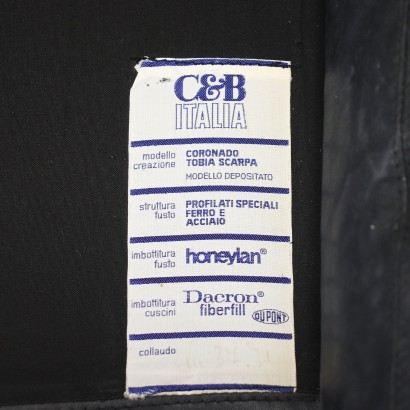 C&B
ITALIA
modello CORONADO
creazione TOBIA SCARPA
MODELLO DEPOSITATO
struttura PROFILATI SPECIALI
fusto FERRO E
ACCIAIO
imbottitura honeylan®
fusto
imbottitura Dacron®
cuscini fiberfill
DU PONT
collaudo